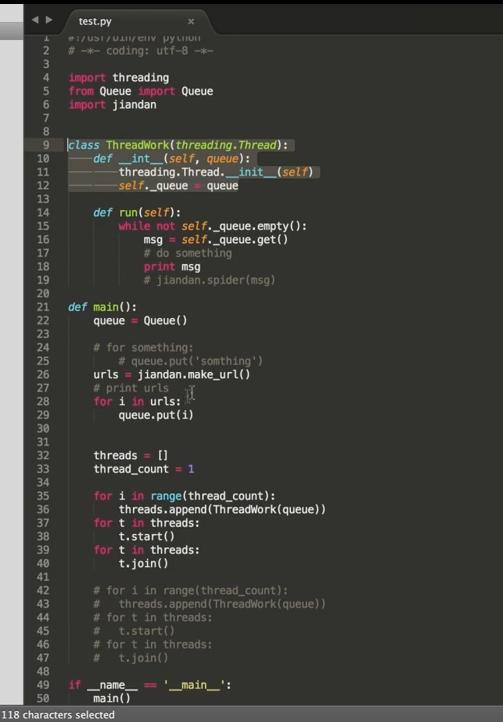 test.py
1 #!/usr/bin/env python
2 # -*- coding: utf-8 -*-
3
4 import threading
5 from Queue import Queue
6 import jiandan
7
8
9 class ThreadWork(threading.Thread):
10 def __int__(self, queue):
11 threading.Thread.__init__(self)
12 self._queue = queue
13
14 def run(self):
15 while not self._queue.empty():
16 msg = self._queue.get()
17 # do something
18 print msg
19 # jiandan.spider(msg)
20
21 def main():
22 queue = Queue()
23
24 # for something:
25 # queue.put('somthing')
26 urls = jiandan.make_url()
27 # print urls
28 for i in urls:
29 queue.put(i)
30
31
32 threads = []
33 thread_count = 1
34
35 for i in range(thread_count):
36 threads.append(ThreadWork(queue))
37 for t in threads:
38 t.start()
39 for t in threads:
40 t.join()
41
42 # for i in range(thread_count):
43 # threads.append(ThreadWork(queue))
44 # for t in threads:
45 # t.start()
46 # for t in threads:
47 # t.join()
48
49 if __name__ == '__main__':
50 main()
118 characters selected